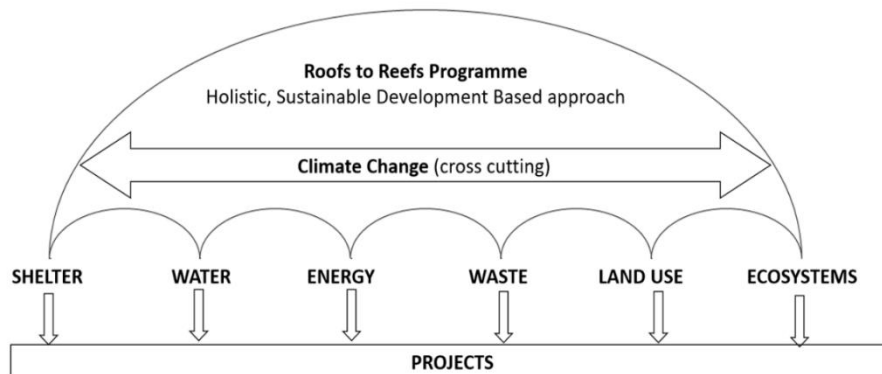 Roofs to Reefs Programme
Holistic, Sustainable Development Based approach
Climate Change (cross cutting)
SHELTER WATER ENERGY WASTE LAND USE ECOSYSTEMS
PROJECTS